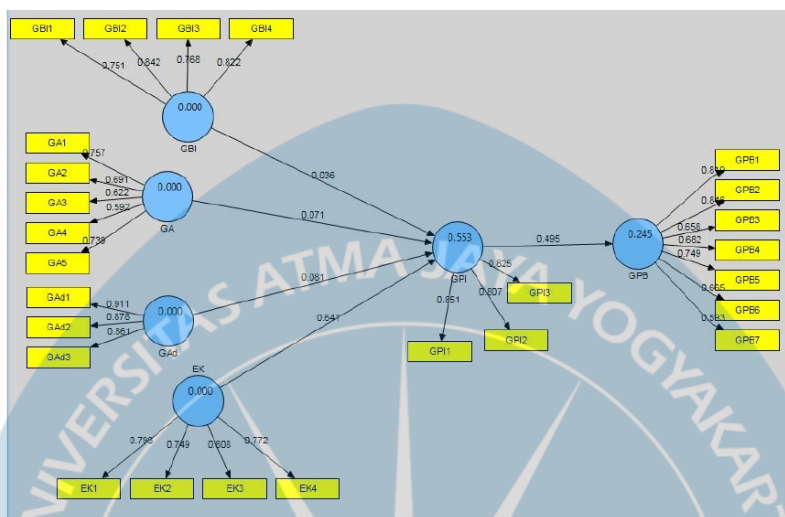 GBI1 GBI2 GBI3 GBI4
0.751 0.842 0.768 0.822
0.000
GBI
GA1
GA2
GA3
GA4
GA5
0.757
0.691
0.622
0.592
0.739
0.000
GA
GAd1
GAd2
GAd3
0.911
0.878
0.861
0.000
GAd
EK
0.000
0.749
0.772
EK1 EK2 EK3 EK4
0.036
0.071
0.081
0.641
0.553
GPI
0.851
0.807
0.825
GPI1
GPI2
GPI3
0.495
0.245
GPB
0.846
0.658
0.682
0.749
GPB1
GPB2
GPB3
GPB4
GPB5
GPB6
GPB7
UNIVERSITAS ATMA JAYA YOGYAKART